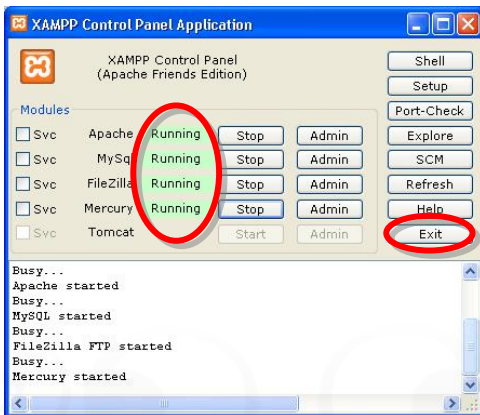 XAMPP Control Panel Application
XAMPP Control Panel
(Apache Friends Edition)
Shell
Setup
Modules
Port-Check
Svc Apache Running Stop Admin Explore
Svc MySql Running Stop Admin SCM
Svc FileZilla Running Stop Admin Refresh
Svc Mercury Running Stop Admin Help
Svc Tomcat Start Admin Exit
Busy...
Apache started
Busy...
MySQL started
Busy...
FileZilla FTP started
Busy...
Mercury started